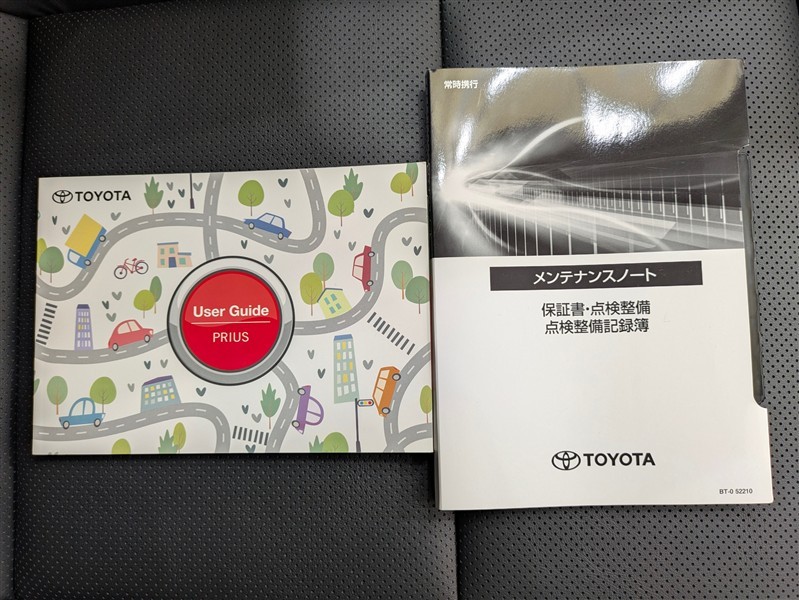 TOYOTA
User Guide
PRIUS
常時携行
メンテナンスノート
保証書・点検整備
点検整備記録簿
TOYOTA
BT-0 52210